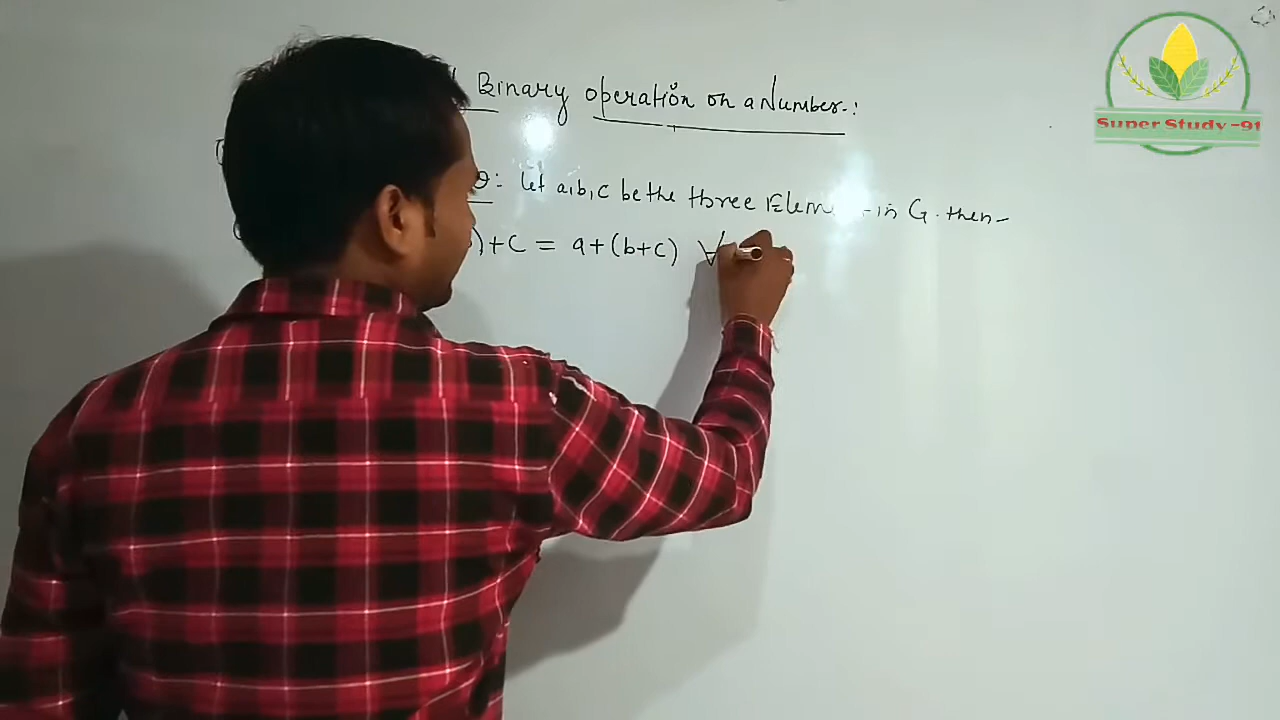 Binary operation on a Number:
Super Study -91
let a,b,c be the three Elem in G. then-
)+c = a+(b+c) ∀